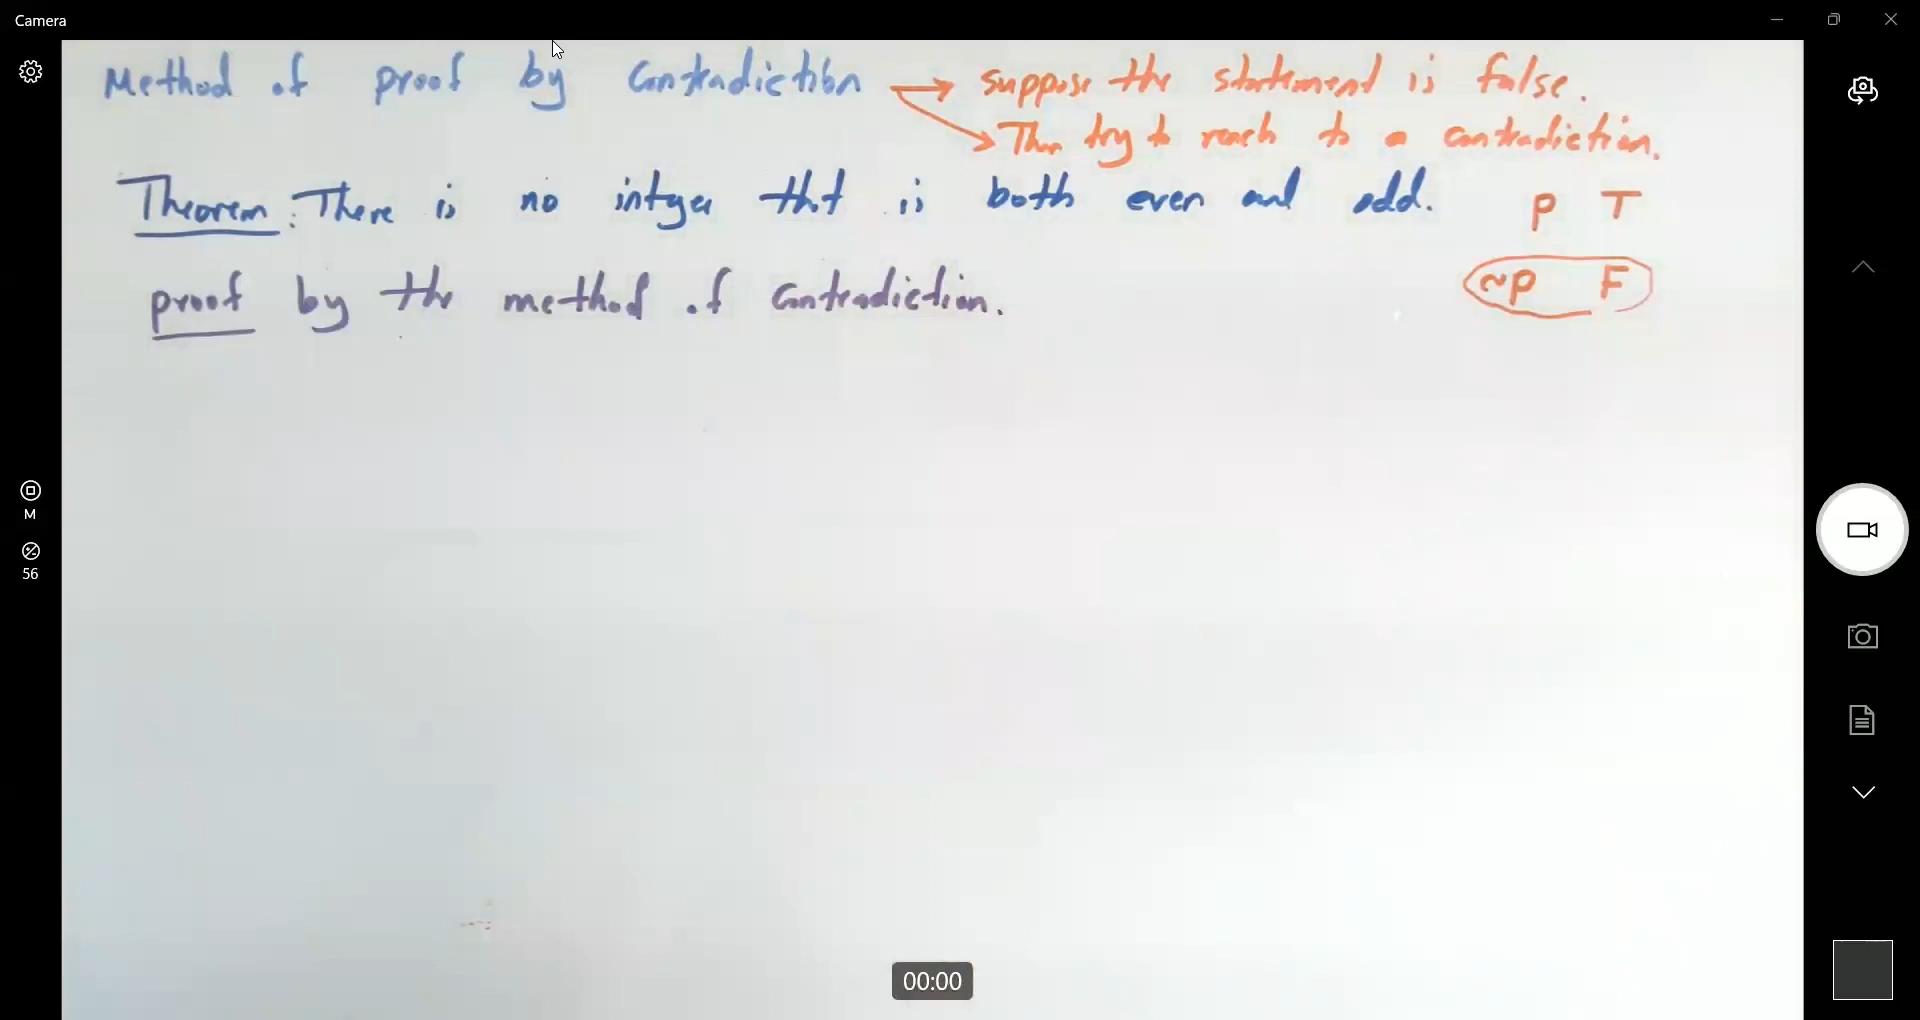 Camera
Method of proof by Contradiction → suppose the statement is false.
Then try to reach to a contradiction.
Theorem: There is no integer that is both even and odd. P T
~P F
proof by the method of Contradiction.
M
56
00:00